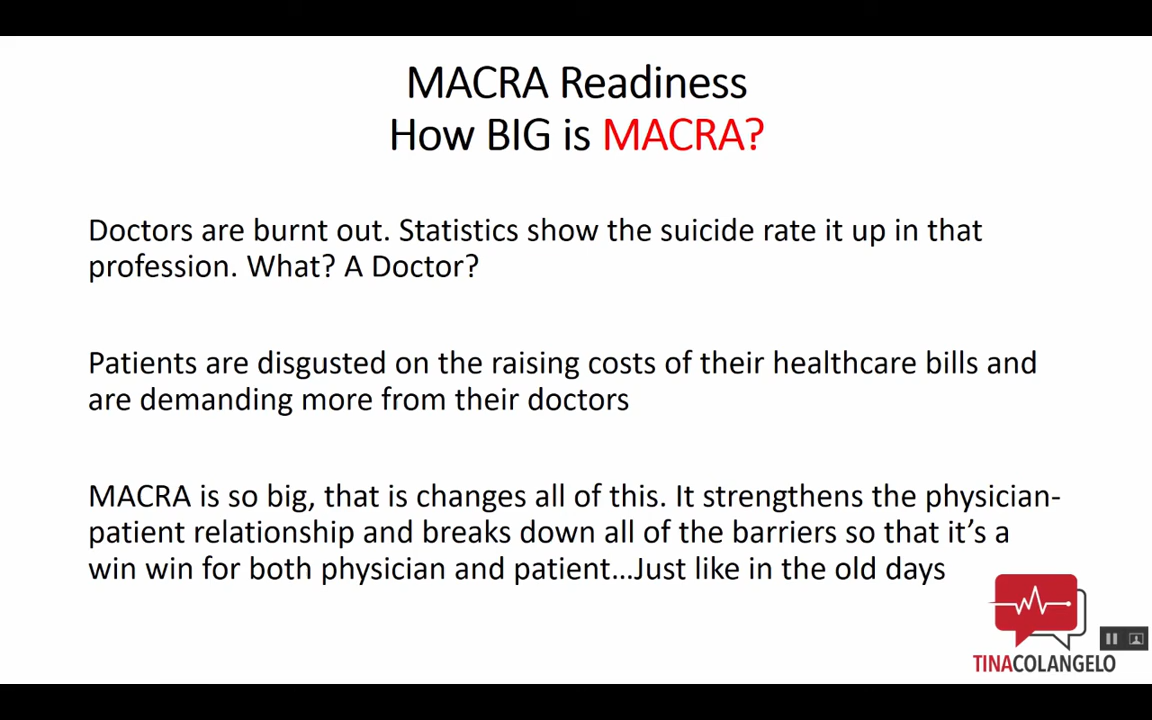 MACRA Readiness
How BIG is MACRA?
Doctors are burnt out. Statistics show the suicide rate it up in that
profession. What? A Doctor?
Patients are disgusted on the raising costs of their healthcare bills and
are demanding more from their doctors
MACRA is so big, that is changes all of this. It strengthens the physician-
patient relationship and breaks down all of the barriers so that it’s a
win win for both physician and patient…Just like in the old days
TINACOLANGELO